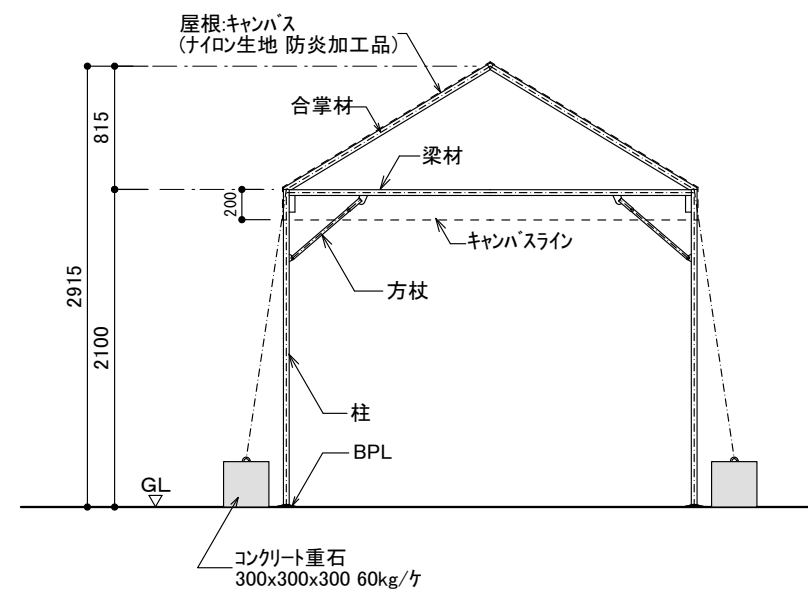 屋根:キャンバス
(ナイロン生地 防炎加工品)
合掌材
梁材
815
200
キャンバスライン
方杖
2915
2100
柱
BPL
GL
コンクリート重石
300x300x300 60kg/ケ